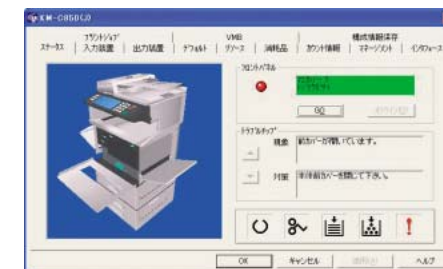 KM-C850(J)
プリントジョブ VMB 構成情報保存
ステータス 入力装置 出力装置 デフォルト リソース 消耗品 カウント情報 マネージメント インタフェース
フロントパネル
GO
トラブルチップ
現象 前カバーが開いています。
対策 本体前カバーを閉じて下さい。
OK キャンセル ヘルプ